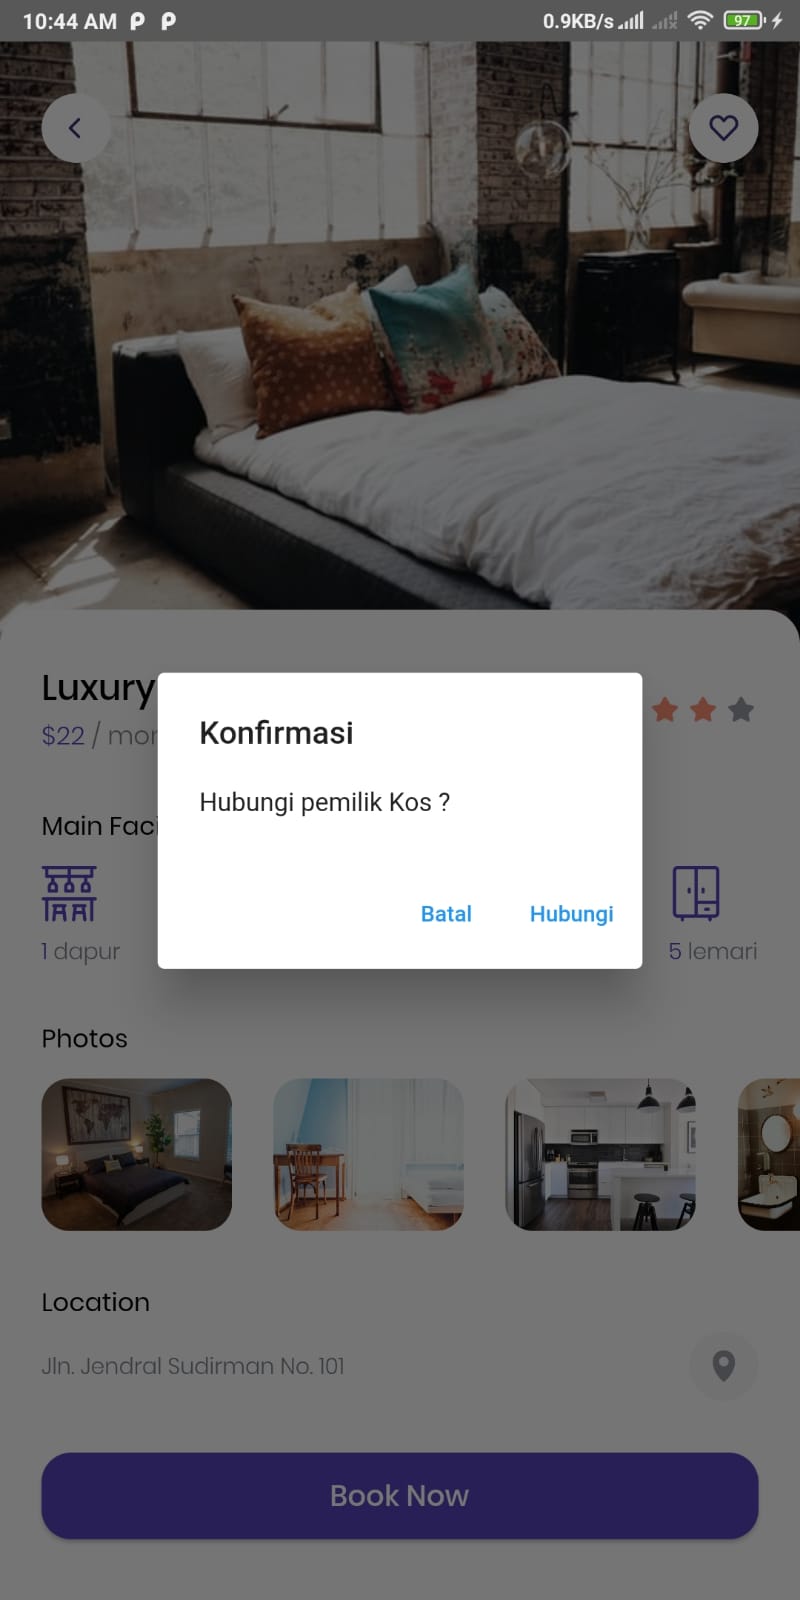 10:44 AM 0.9KB/s 97
Luxury
$22 / mor
Konfirmasi
Hubungi pemilik Kos ?
Batal Hubungi
Main Faci
1 dapur 5 lemari
Photos
Location
Jln. Jendral Sudirman No. 101
Book Now